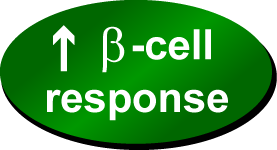 ↑ β-cell
response